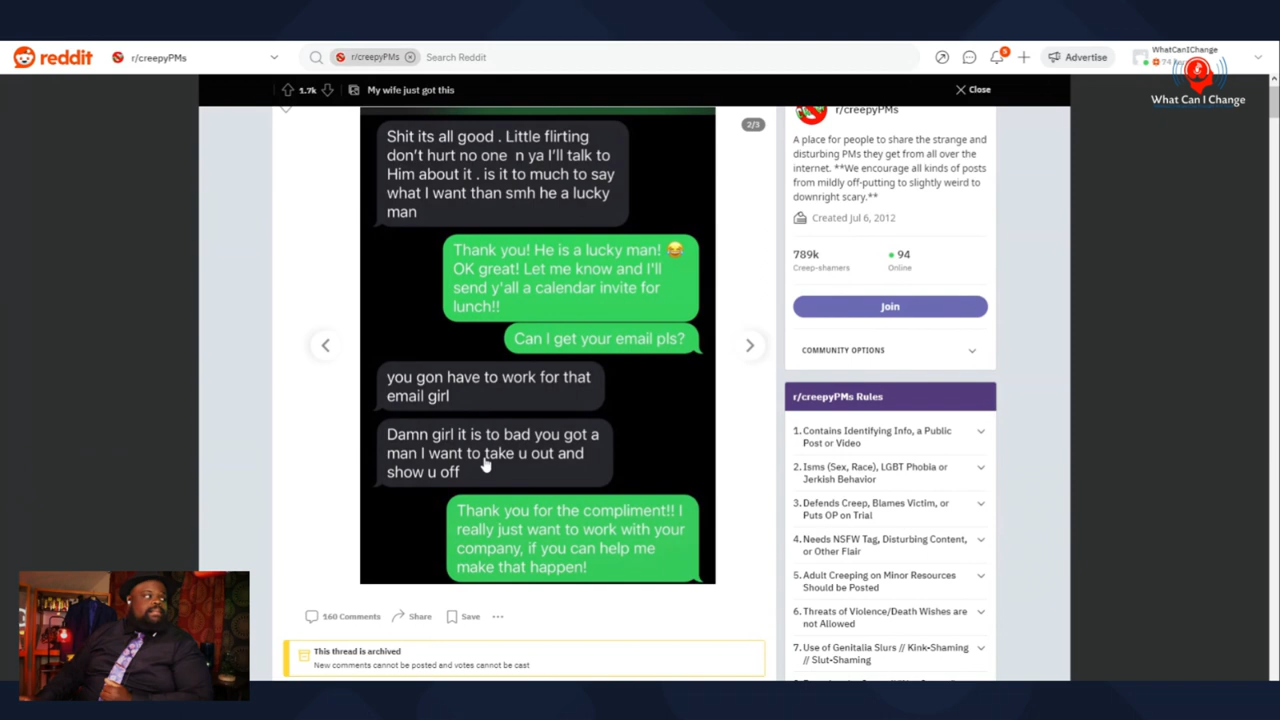 reddit
r/creepyPMs
r/creepyPMs
Search Reddit
5
Advertise
WhatCanIChange
What Can I Change
1.7k
My wife just got this
Close
2/3
Shit its all good . Little flirting
don't hurt no one n ya I'll talk to
Him about it . is it to much to say
what I want than smh he a lucky
man
Thank you! He is a lucky man! 😂
OK great! Let me know and I'll
send y'all a calendar invite for
lunch!!
Can I get your email pls?
you gon have to work for that
email girl
Damn girl it is to bad you got a
man I want to take u out and
show u off
Thank you for the compliment!! I
really just want to work with your
company, if you can help me
make that happen!
160 Comments
Share
Save
This thread is archived
New comments cannot be posted and votes cannot be cast
r/creepyPMs
A place for people to share the strange and
disturbing PMs they get from all over the
internet. **We encourage all kinds of posts
from mildly off-putting to slightly weird to
downright scary.**
Created Jul 6, 2012
789k
94
Creep-shamers
Online
Join
COMMUNITY OPTIONS
r/creepyPMs Rules
1. Contains Identifying Info, a Public
Post or Video
2. Isms (Sex, Race), LGBT Phobia or
Jerkish Behavior
3. Defends Creep, Blames Victim, or
Puts OP on Trial
4. Needs NSFW Tag, Disturbing Content,
or Other Flair
5. Adult Creeping on Minor Resources
Should be Posted
6. Threats of Violence/Death Wishes are
not Allowed
7. Use of Genitalia Slurs // Kink-Shaming
// Slut-Shaming